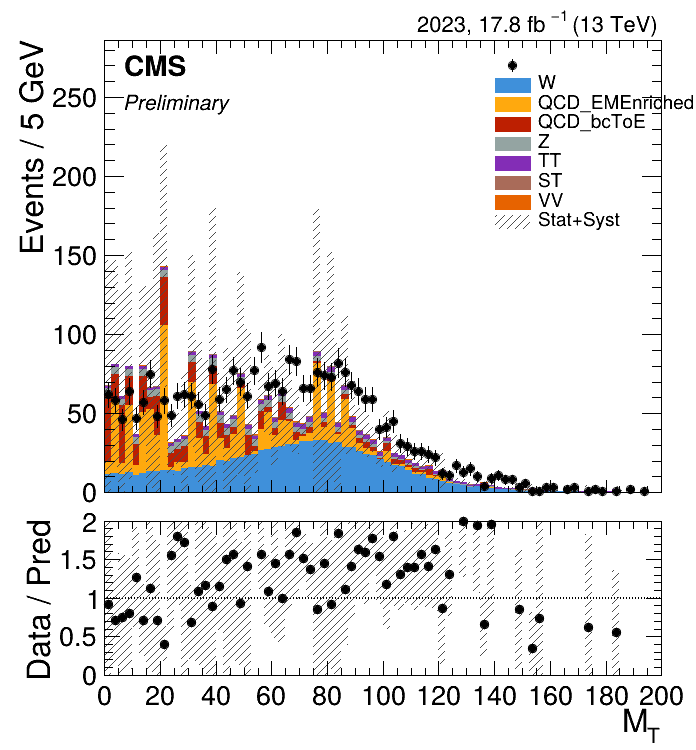 2023, 17.8 fb⁻¹ (13 TeV)
CMS
Preliminary
W
QCD_EMEnriched
QCD_bcToE
Z
TT
ST
VV
Stat+Syst
Events / 5 GeV
250
200
150
100
50
0
Data / Pred
2
1.5
1
0.5
0
0 20 40 60 80 100 120 140 160 180 200
M_T